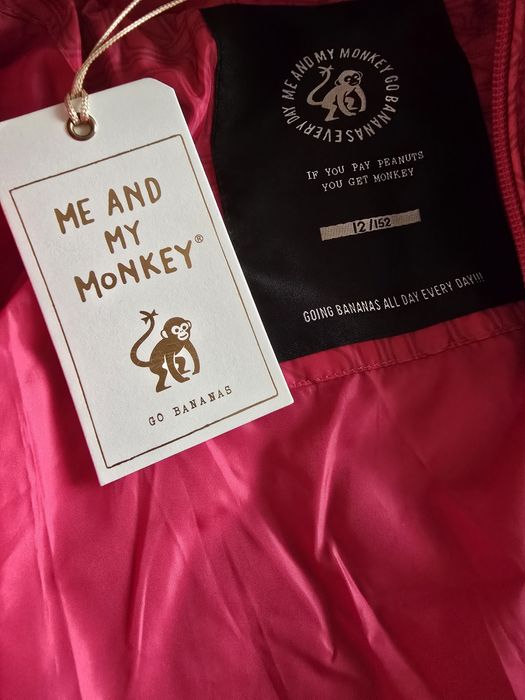 ME AND
MY
MONKEY®
GO BANANAS
ME AND MY MONKEY GO BANANAS EVERY DAY
IF YOU PAY PEANUTS
YOU GET MONKEY
12/152
GOING BANANAS ALL DAY EVERY DAY!!!